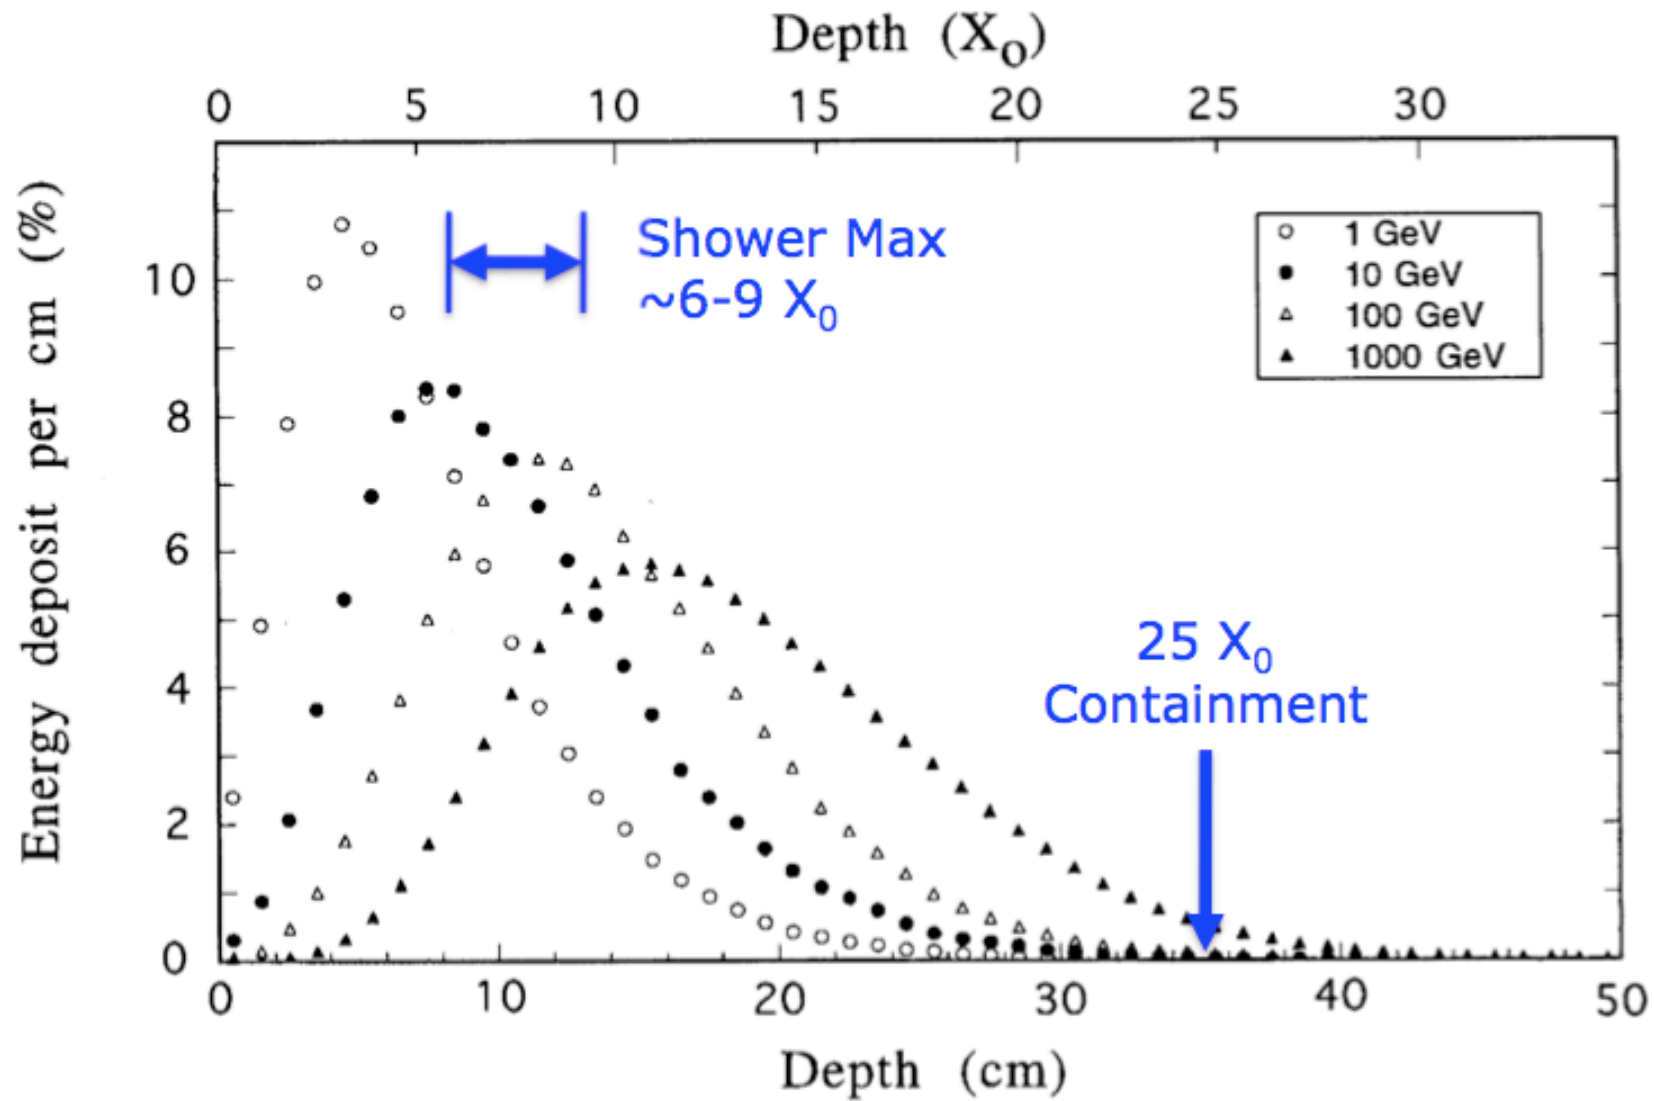 Depth (X₀)
0 5 10 15 20 25 30
Energy deposit per cm (%)
10
8
6
4
2
0
Shower Max
~6-9 X₀
1 GeV
10 GeV
100 GeV
1000 GeV
25 X₀
Containment
0 10 20 30 40 50
Depth (cm)